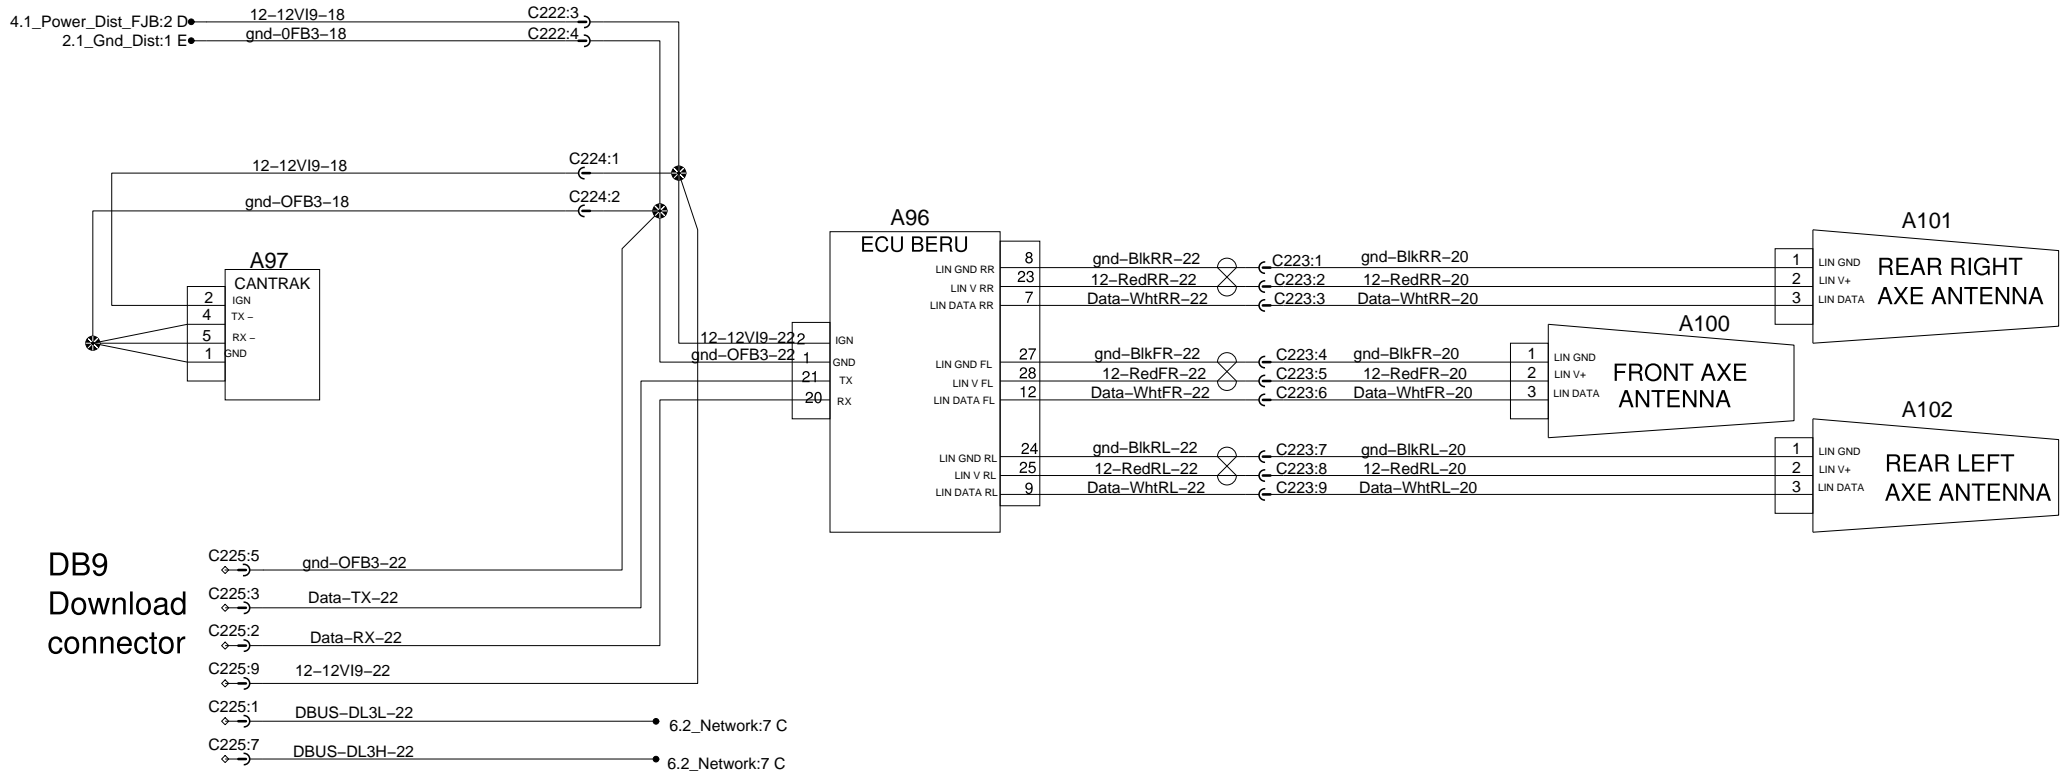 4.1_Power_Dist_FJB:2 D
12–12VI9–18
C222:3
2.1_Gnd_Dist:1 E
gnd–0FB3–18
C222:4
12–12VI9–18
C224:1
gnd–OFB3–18
C224:2
A97
CANTRAK
2 IGN
4 TX –
5 RX –
1 GND
A96
ECU BERU
12–12VI9–22 2 IGN
gnd–OFB3–22 1 GND
21 TX
20 RX
LIN GND RR 8 gnd–BlkRR–22 C223:1 gnd–BlkRR–20
LIN V RR 23 12–RedRR–22 C223:2 12–RedRR–20
LIN DATA RR 7 Data–WhtRR–22 C223:3 Data–WhtRR–20
A101
1 LIN GND
2 LIN V+
3 LIN DATA
REAR RIGHT
AXE ANTENNA
LIN GND FL 27 gnd–BlkFR–22 C223:4 gnd–BlkFR–20
LIN V FL 28 12–RedFR–22 C223:5 12–RedFR–20
LIN DATA FL 12 Data–WhtFR–22 C223:6 Data–WhtFR–20
A100
1 LIN GND
2 LIN V+
3 LIN DATA
FRONT AXE
ANTENNA
LIN GND RL 24 gnd–BlkRL–22 C223:7 gnd–BlkRL–20
LIN V RL 25 12–RedRL–22 C223:8 12–RedRL–20
LIN DATA RL 9 Data–WhtRL–22 C223:9 Data–WhtRL–20
A102
1 LIN GND
2 LIN V+
3 LIN DATA
REAR LEFT
AXE ANTENNA
DB9
Download
connector
C225:5 gnd–OFB3–22
C225:3 Data–TX–22
C225:2 Data–RX–22
C225:9 12–12VI9–22
C225:1 DBUS–DL3L–22 6.2_Network:7 C
C225:7 DBUS–DL3H–22 6.2_Network:7 C